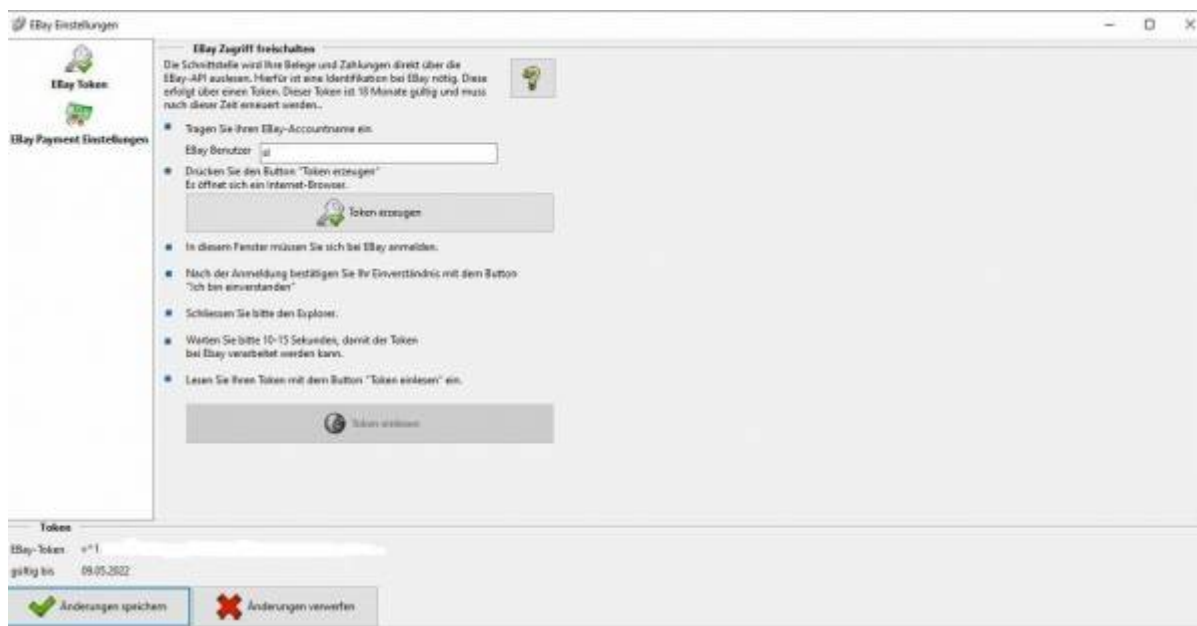 EBay Einstellungen
EBay Token
EBay Payment Einstellungen
EBay Zugriff freischalten
Die Schnittstelle wird Ihre Belege und Zahlungen direkt über die
EBay-API auslesen. Hierfür ist eine Identifikation bei EBay nötig. Diese
erfolgt über einen Token. Dieser Token ist 18 Monate gültig und muss
nach dieser Zeit erneuert werden..
Tragen Sie ihren EBay-Accountname ein
EBay Benutzer
Drücken Sie den Button "Token erzeugen"
Es öffnet sich ein Internet-Browser.
Token erzeugen
In diesem Fenster müssen Sie sich bei EBay anmelden.
Nach der Anmeldung bestätigen Sie Ihr Einverständnis mit dem Button
"Ich bin einverstanden"
Schliessen Sie bitte den Explorer.
Warten Sie bitte 10-15 Sekunden, damit der Token
bei Ebay verarbeitet werden kann.
Lesen Sie Ihren Token mit dem Button "Token einlesen" ein.
Token einlesen
Token
EBay-Token v^1
gültig bis 09.05.2022
Änderungen speichern
Änderungen verwerfen